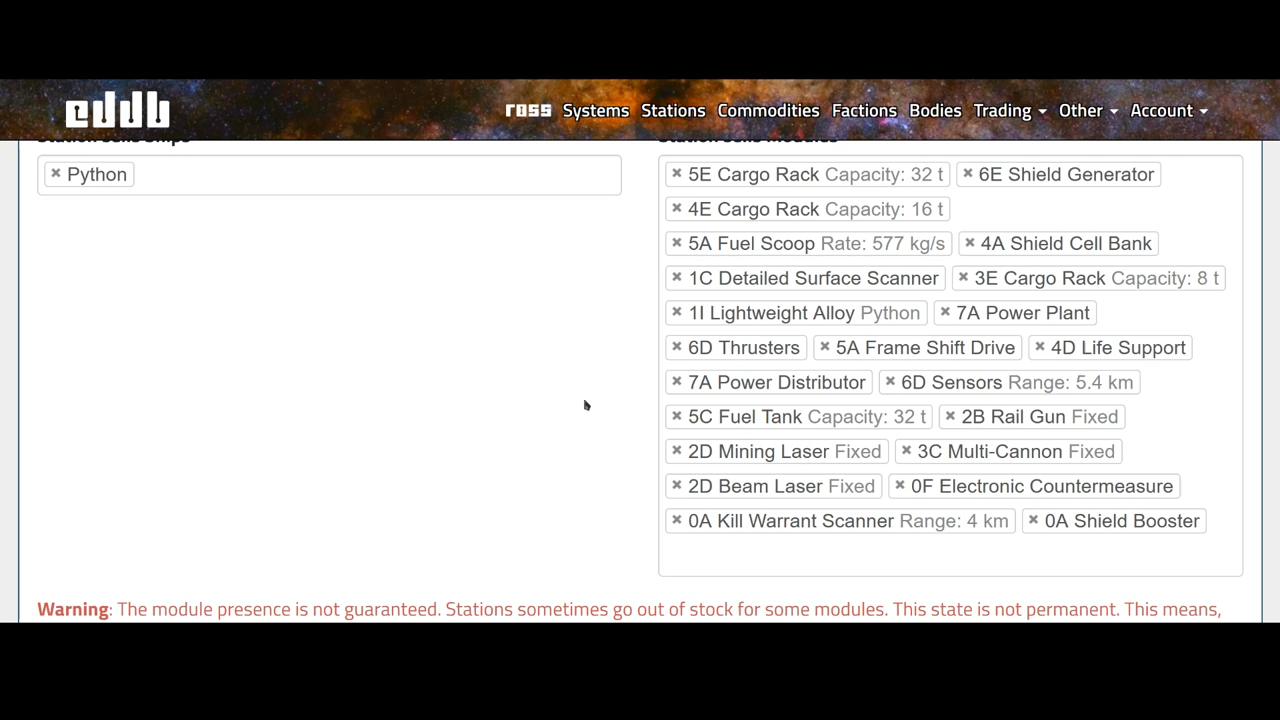 eddb
ross Systems Stations Commodities Factions Bodies Trading Other Account
Station sells Ships
Station sells Modules
× Python
× 5E Cargo Rack Capacity: 32 t × 6E Shield Generator
× 4E Cargo Rack Capacity: 16 t
× 5A Fuel Scoop Rate: 577 kg/s × 4A Shield Cell Bank
× 1C Detailed Surface Scanner × 3E Cargo Rack Capacity: 8 t
× 1I Lightweight Alloy Python × 7A Power Plant
× 6D Thrusters × 5A Frame Shift Drive × 4D Life Support
× 7A Power Distributor × 6D Sensors Range: 5.4 km
× 5C Fuel Tank Capacity: 32 t × 2B Rail Gun Fixed
× 2D Mining Laser Fixed × 3C Multi-Cannon Fixed
× 2D Beam Laser Fixed × 0F Electronic Countermeasure
× 0A Kill Warrant Scanner Range: 4 km × 0A Shield Booster
Warning: The module presence is not guaranteed. Stations sometimes go out of stock for some modules. This state is not permanent. This means,